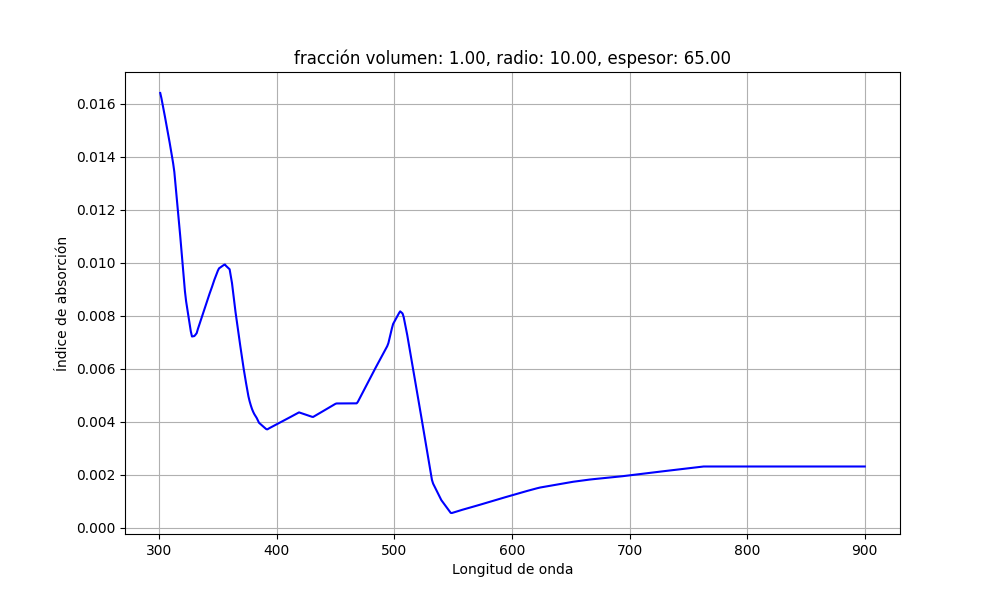 fracción volumen: 1.00, radio: 10.00, espesor: 65.00
Índice de absorción
0.016
0.014
0.012
0.010
0.008
0.006
0.004
0.002
0.000
300 400 500 600 700 800 900
Longitud de onda